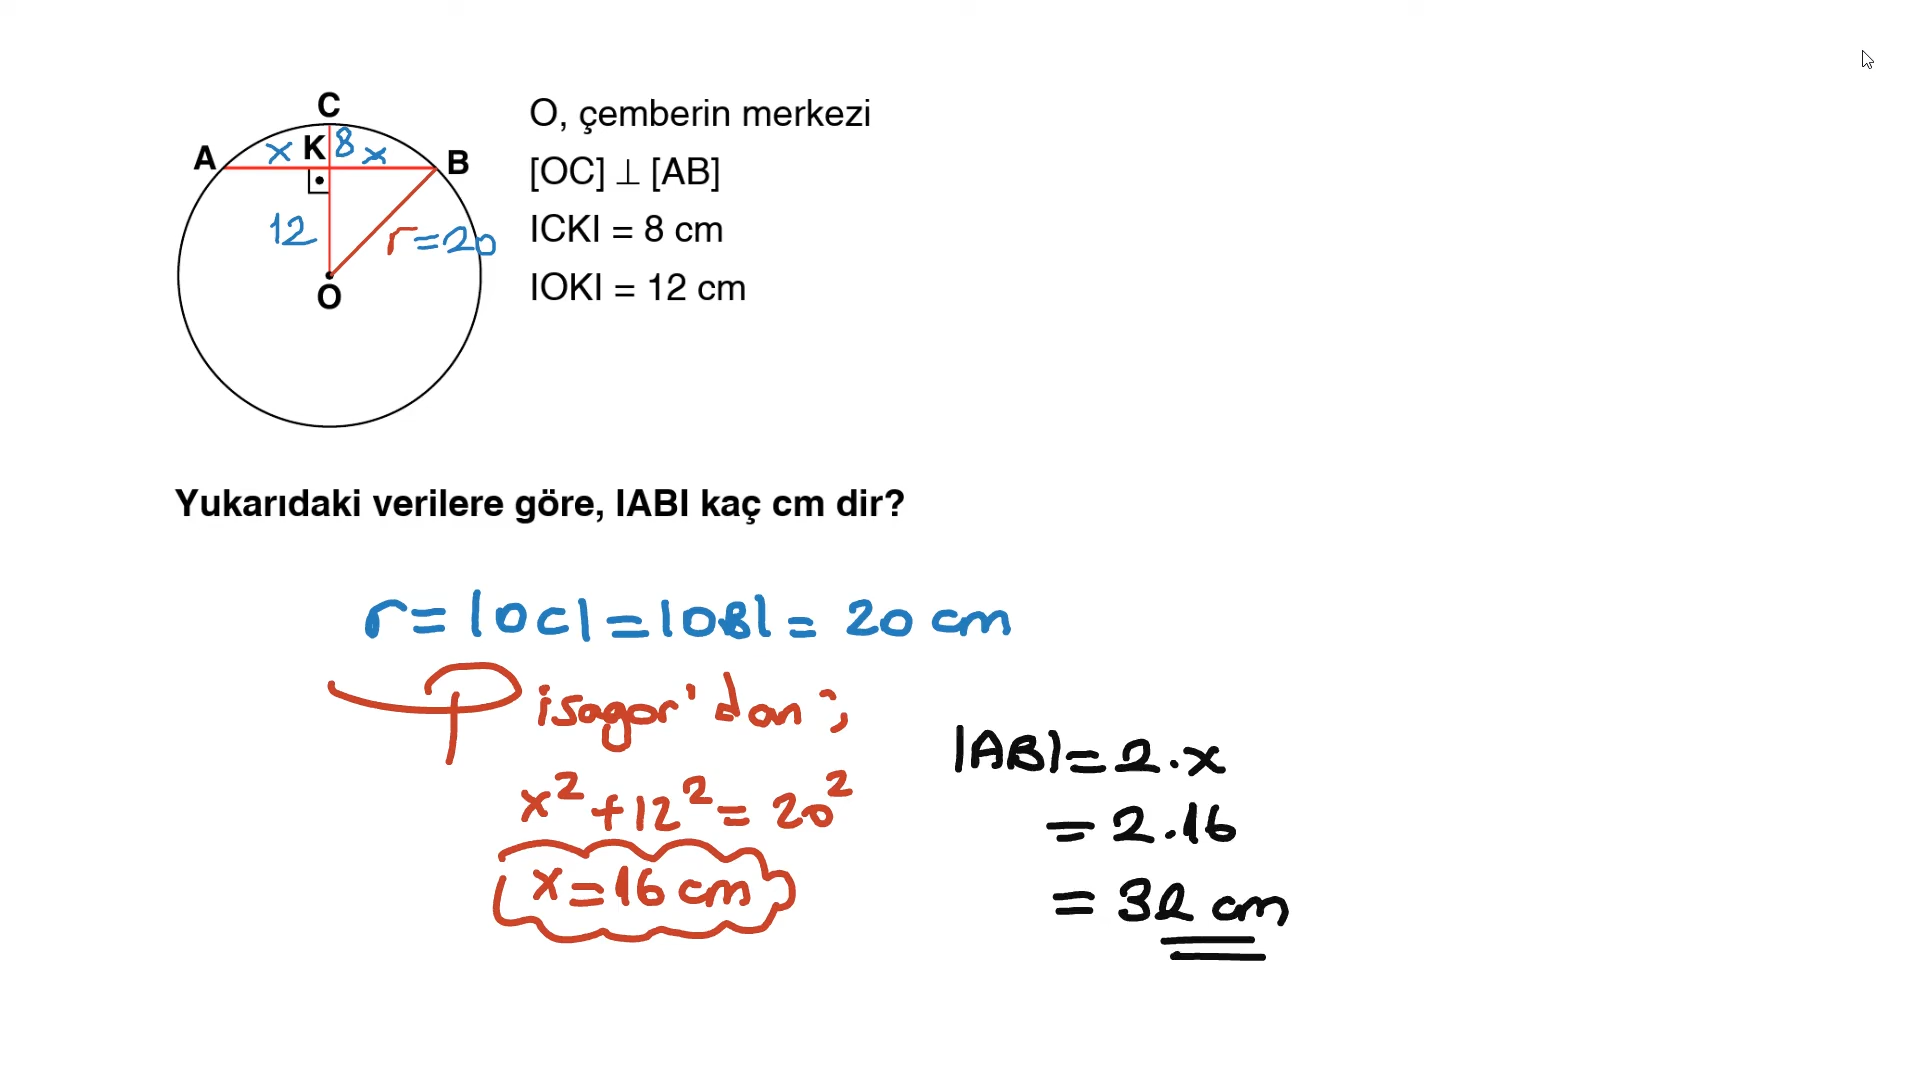 C
A x K 8 x B
12 r=20
O
O, çemberin merkezi
[OC] ⊥ [AB]
ICKI = 8 cm
IOKI = 12 cm
Yukarıdaki verilere göre, IABI kaç cm dir?
r = |OC| = |OB| = 20 cm
Pisagor'dan ;
x² + 12² = 20²
x = 16 cm
|AB| = 2.x
= 2.16
= 32 cm